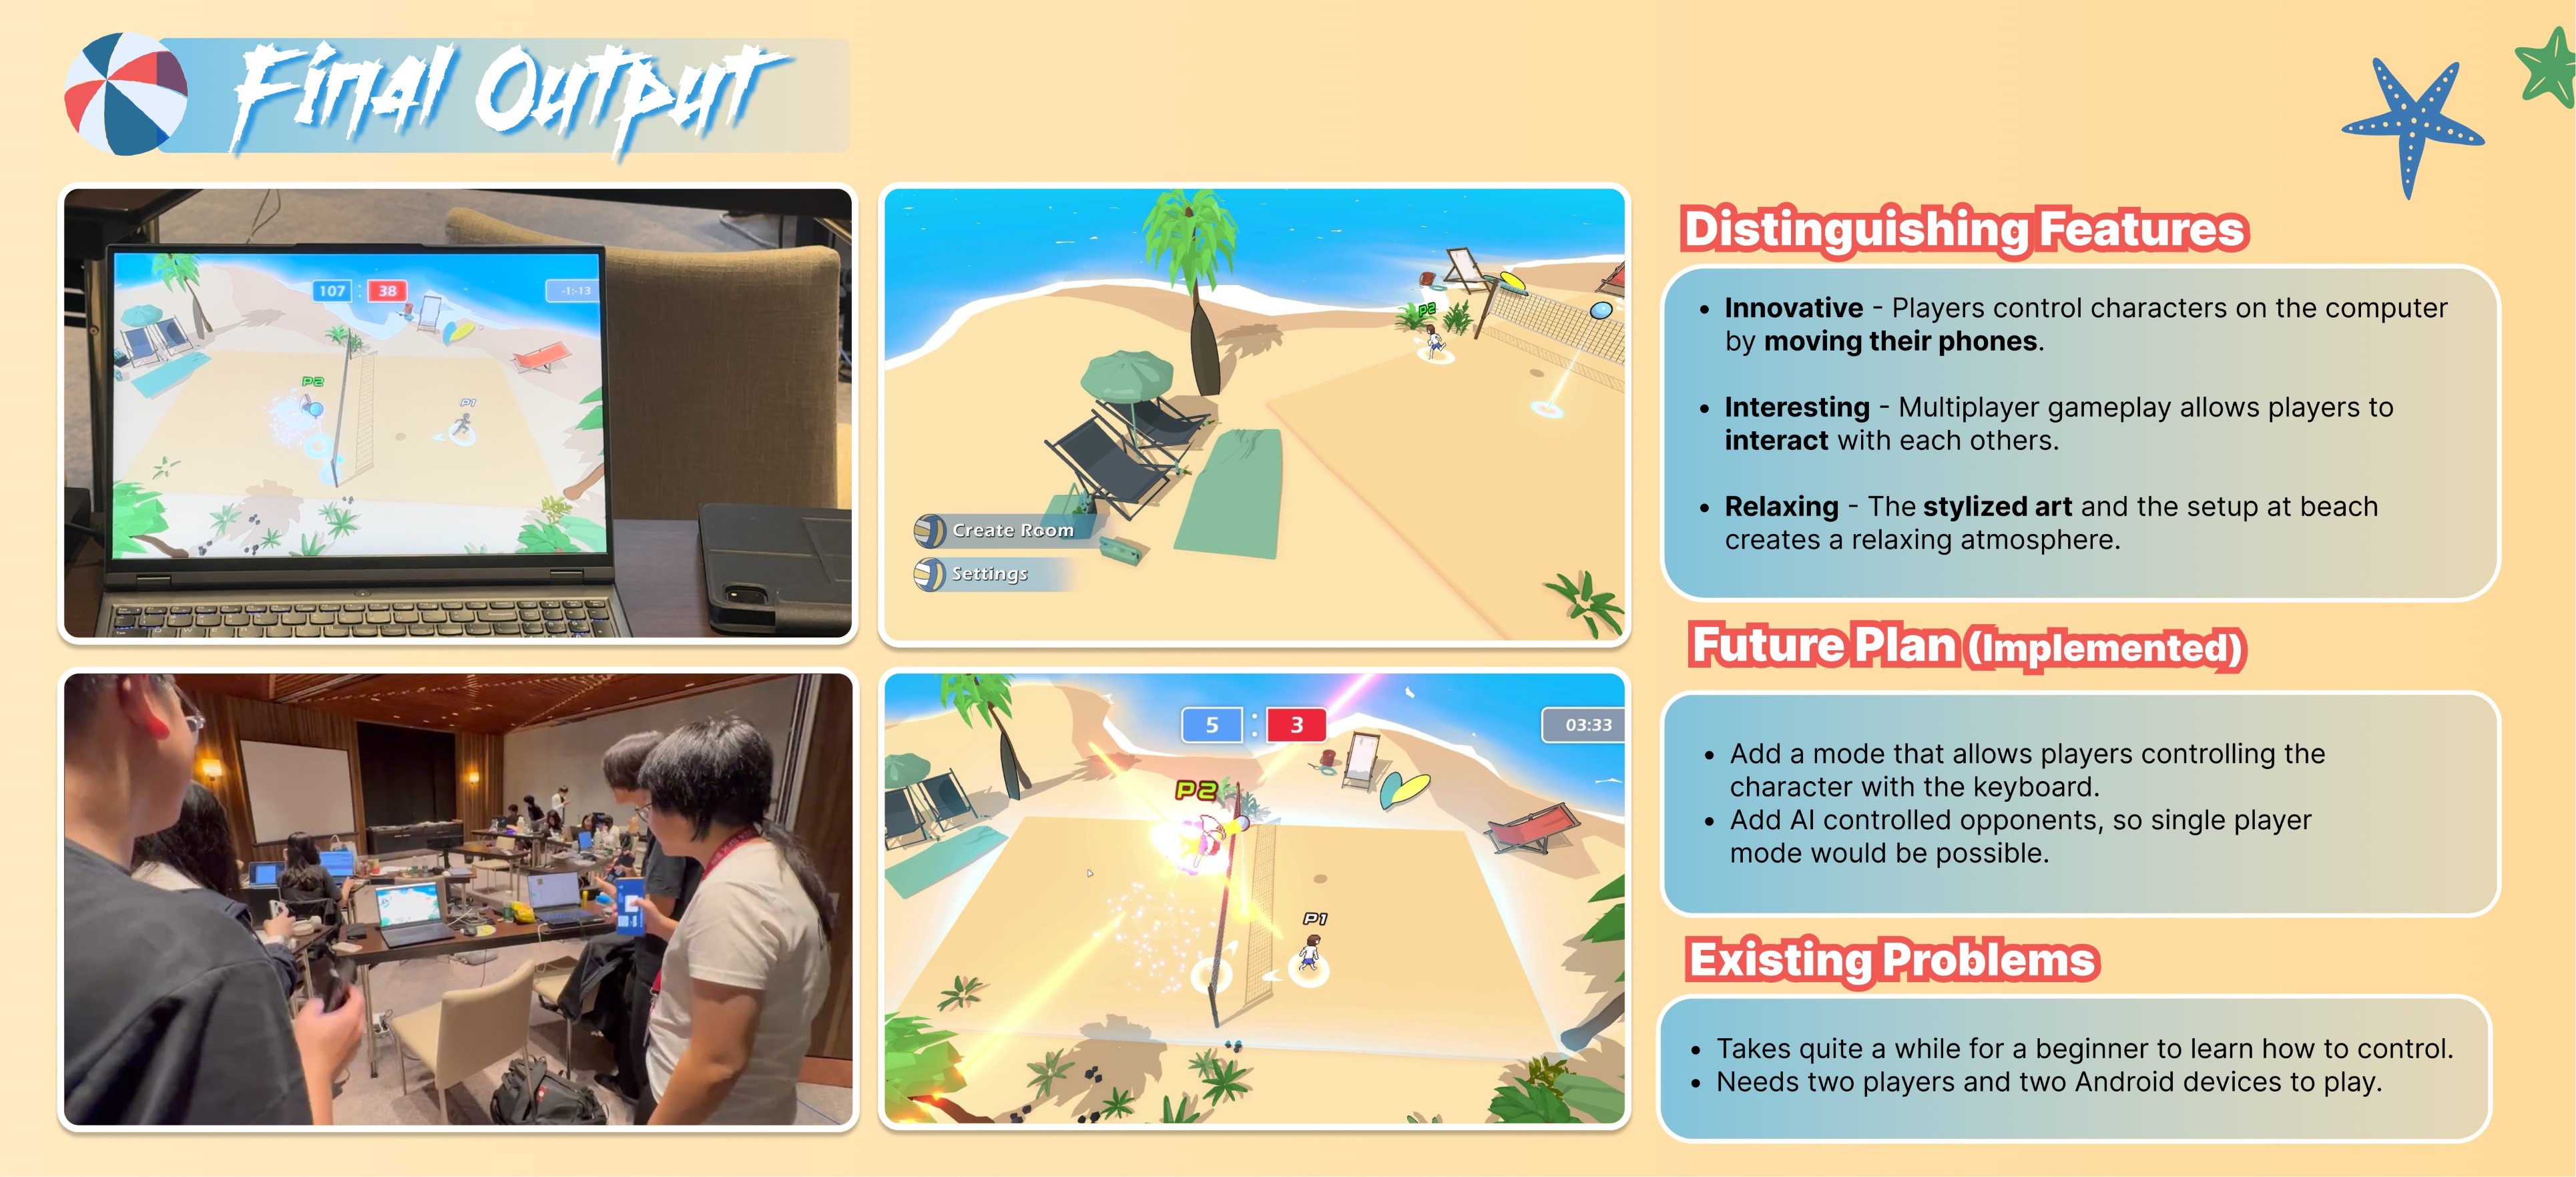 Final Output
107 : 38
-1:-13
P2
P1
P2
Create Room
Settings
5 : 3
03:33
P2
P1
Distinguishing Features
• Innovative - Players control characters on the computer
by moving their phones.
• Interesting - Multiplayer gameplay allows players to
interact with each others.
• Relaxing - The stylized art and the setup at beach
creates a relaxing atmosphere.
Future Plan (Implemented)
• Add a mode that allows players controlling the
character with the keyboard.
• Add AI controlled opponents, so single player
mode would be possible.
Existing Problems
• Takes quite a while for a beginner to learn how to control.
• Needs two players and two Android devices to play.